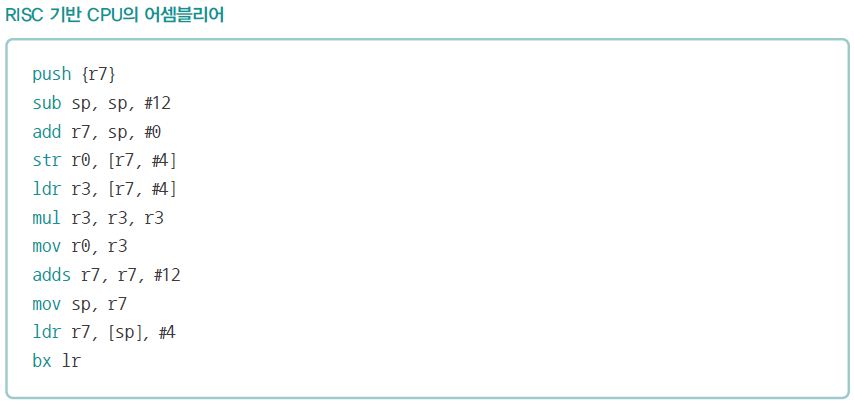 RISC 기반 CPU의 어셈블리어
push {r7}
sub sp, sp, #12
add r7, sp, #0
str r0, [r7, #4]
ldr r3, [r7, #4]
mul r3, r3, r3
mov r0, r3
adds r7, r7, #12
mov sp, r7
ldr r7, [sp], #4
bx lr